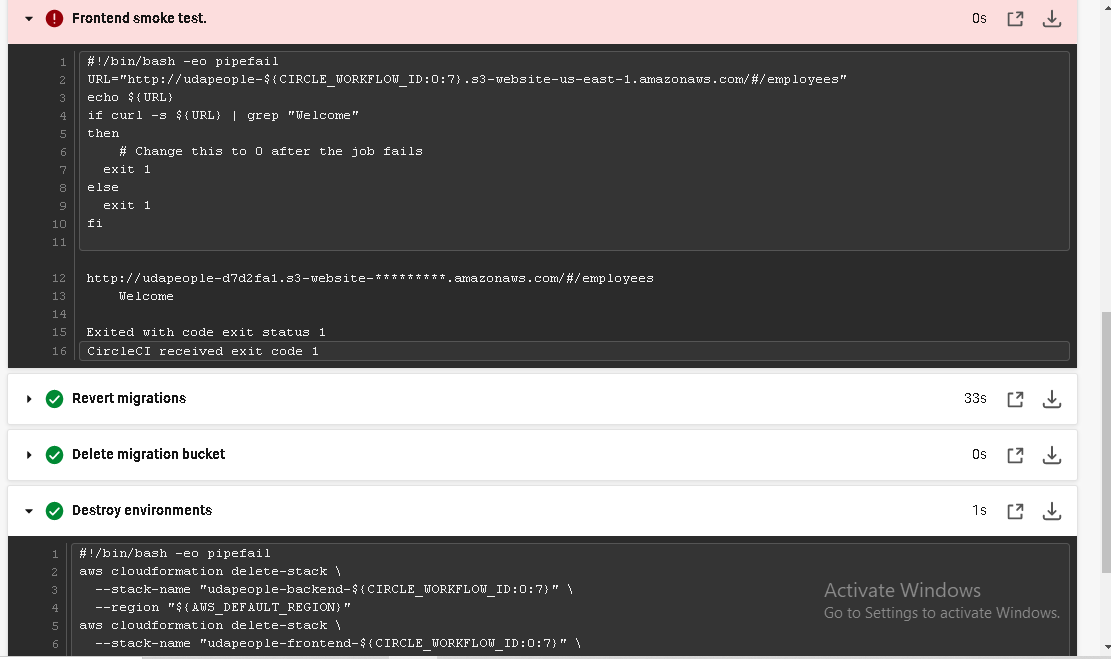 Frontend smoke test. 0s
1 #!/bin/bash -eo pipefail
2 URL="http://udapeople-${CIRCLE_WORKFLOW_ID:0:7}.s3-website-us-east-1.amazonaws.com/#/employees"
3 echo ${URL}
4 if curl -s ${URL} | grep "Welcome"
5 then
6 # Change this to 0 after the job fails
7 exit 1
8 else
9 exit 1
10 fi
11
12 http://udapeople-d7d2fa1.s3-website-*********.amazonaws.com/#/employees
13 Welcome
14
15 Exited with code exit status 1
16 CircleCI received exit code 1
Revert migrations 33s
Delete migration bucket 0s
Destroy environments 1s
1 #!/bin/bash -eo pipefail
2 aws cloudformation delete-stack \
3 --stack-name "udapeople-backend-${CIRCLE_WORKFLOW_ID:0:7}" \
4 --region "${AWS_DEFAULT_REGION}"
5 aws cloudformation delete-stack \
6 --stack-name "udapeople-frontend-${CIRCLE_WORKFLOW_ID:0:7}" \
Activate Windows
Go to Settings to activate Windows.